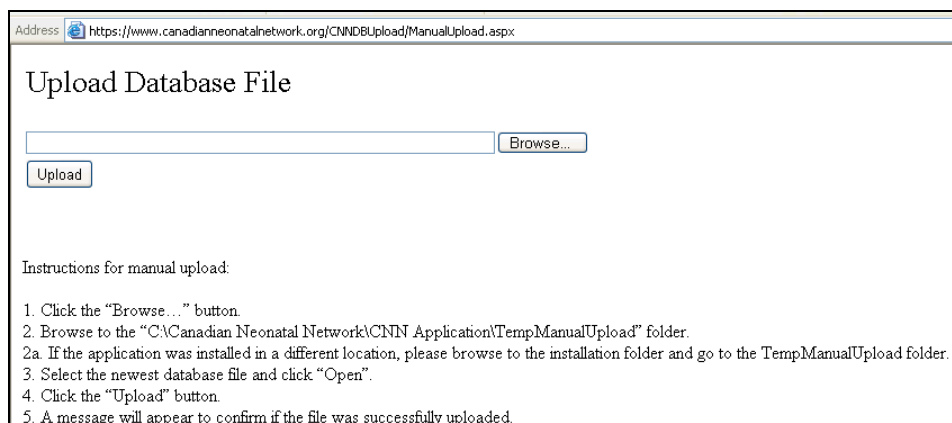 Address https://www.canadianneonatalnetwork.org/CNNDBUpload/ManualUpload.aspx
Upload Database File
Browse...
Upload
Instructions for manual upload:
1. Click the “Browse…” button.
2. Browse to the “C:\Canadian Neonatal Network\CNN Application\TempManualUpload” folder.
2a. If the application was installed in a different location, please browse to the installation folder and go to the TempManualUpload folder.
3. Select the newest database file and click “Open”.
4. Click the “Upload” button.
5. A message will appear to confirm if the file was successfully uploaded.